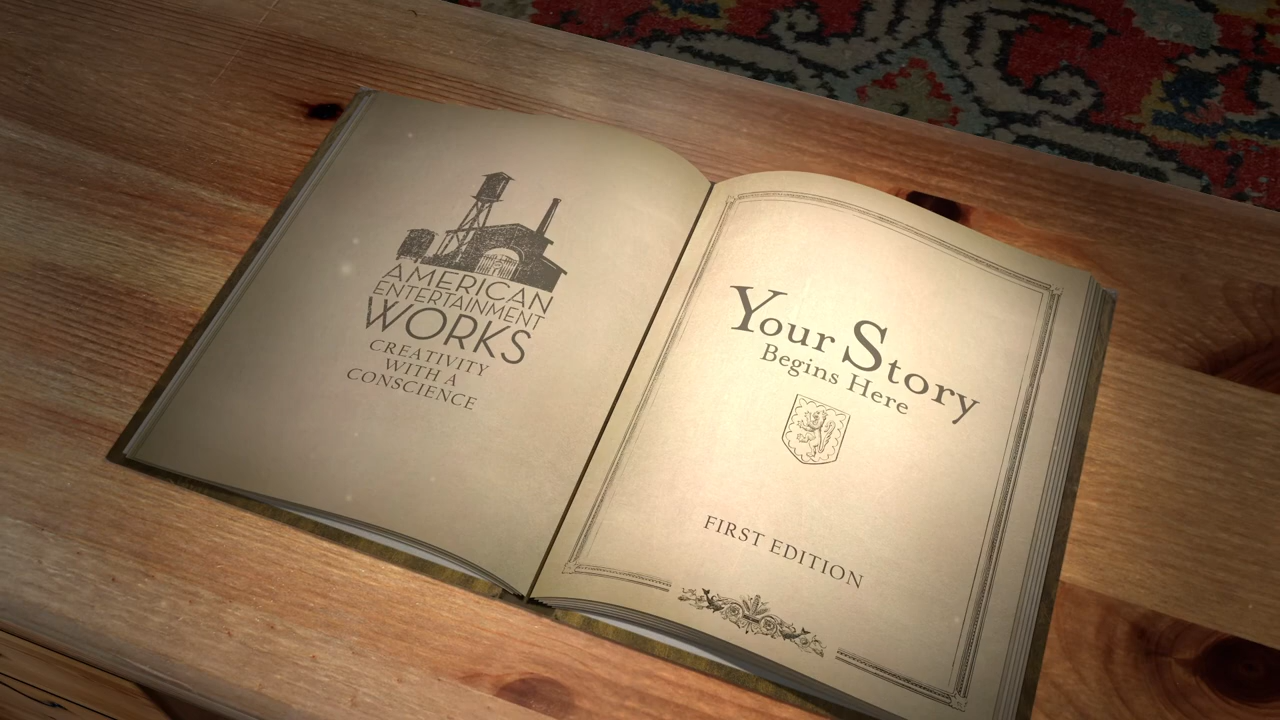 AMERICAN
ENTERTAINMENT
WORKS
CREATIVITY
WITH A
CONSCIENCE
Your Story
Begins Here
FIRST EDITION